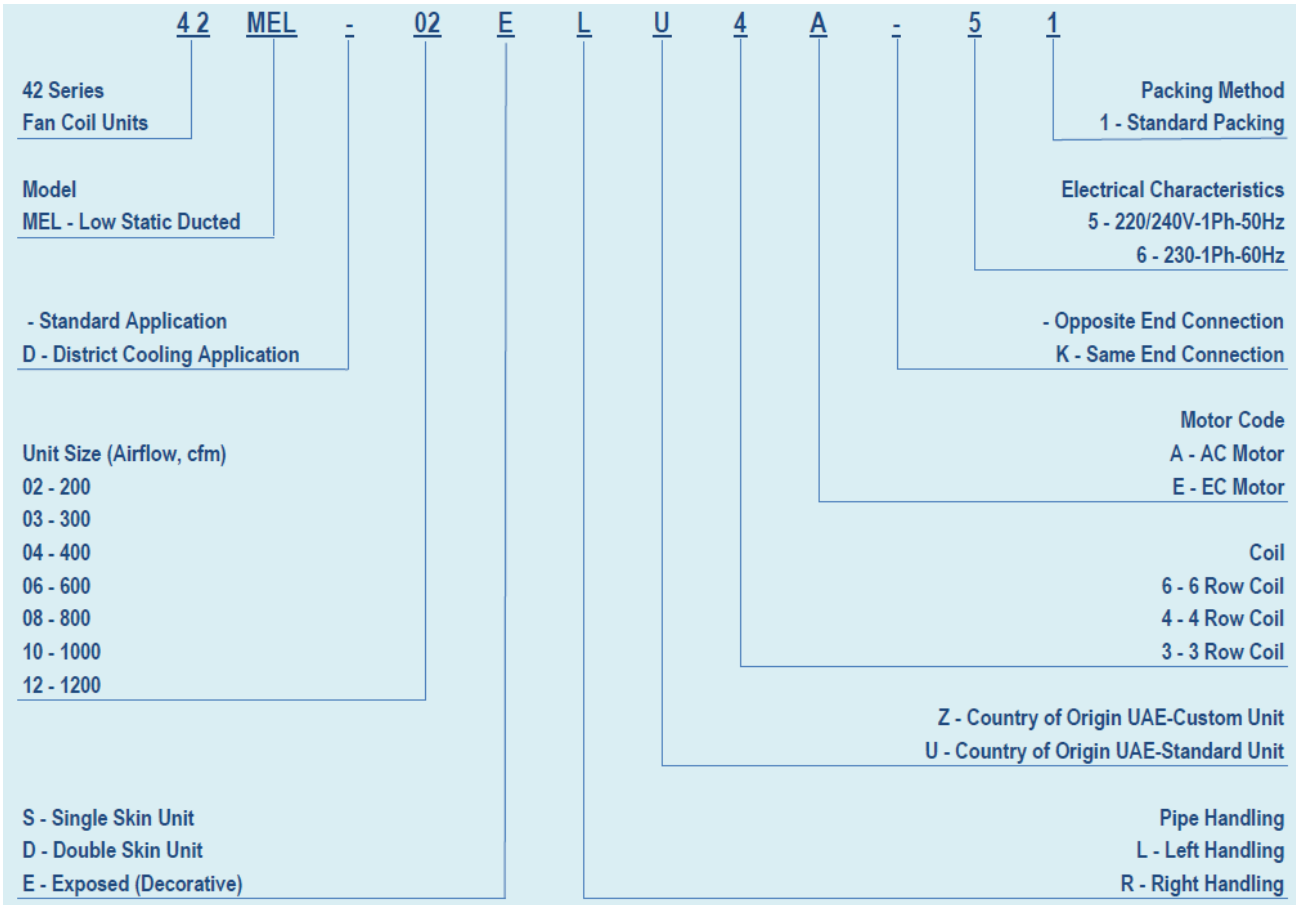 42 MEL - 02 E L U 4 A - 5 1
42 Series
Fan Coil Units
Model
MEL - Low Static Ducted
- Standard Application
D - District Cooling Application
Unit Size (Airflow, cfm)
02 - 200
03 - 300
04 - 400
06 - 600
08 - 800
10 - 1000
12 - 1200
S - Single Skin Unit
D - Double Skin Unit
E - Exposed (Decorative)
Packing Method
1 - Standard Packing
Electrical Characteristics
5 - 220/240V-1Ph-50Hz
6 - 230-1Ph-60Hz
- Opposite End Connection
K - Same End Connection
Motor Code
A - AC Motor
E - EC Motor
Coil
6 - 6 Row Coil
4 - 4 Row Coil
3 - 3 Row Coil
Z - Country of Origin UAE-Custom Unit
U - Country of Origin UAE-Standard Unit
Pipe Handling
L - Left Handling
R - Right Handling